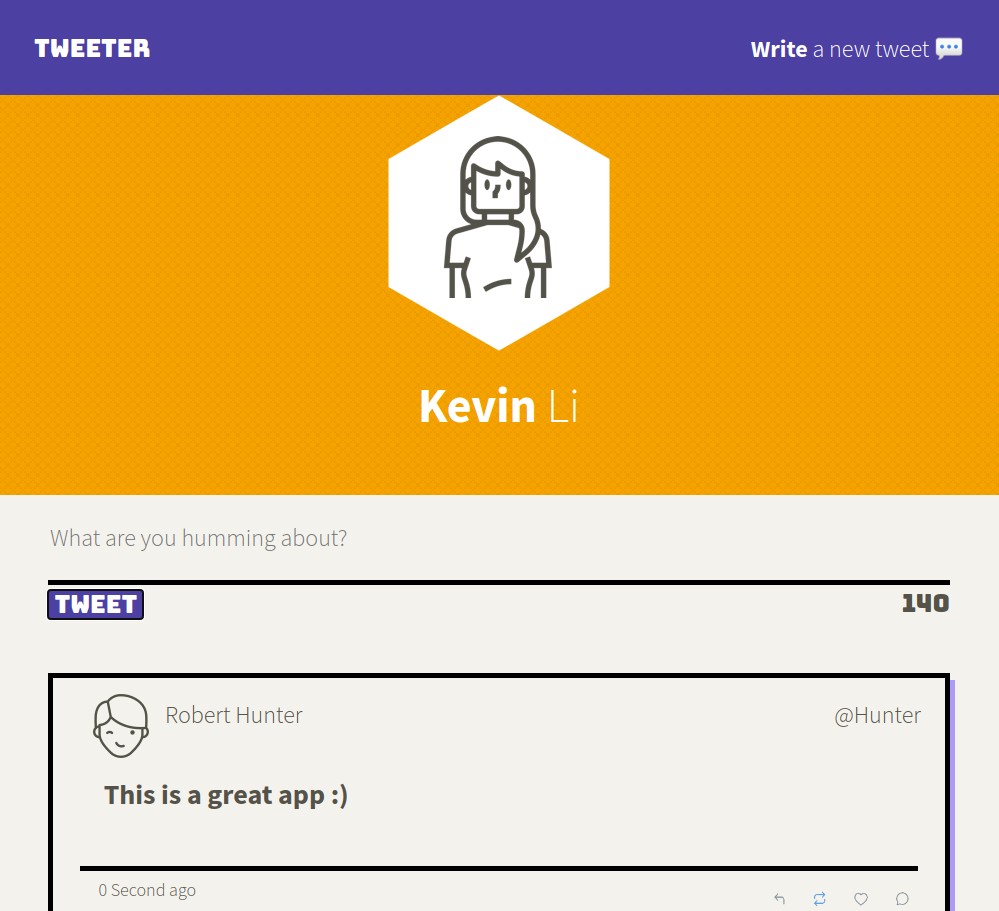 TWEETER
Write a new tweet 💬
Kevin Li
What are you humming about?
TWEET
140
Robert Hunter
@Hunter
This is a great app :)
0 Second ago